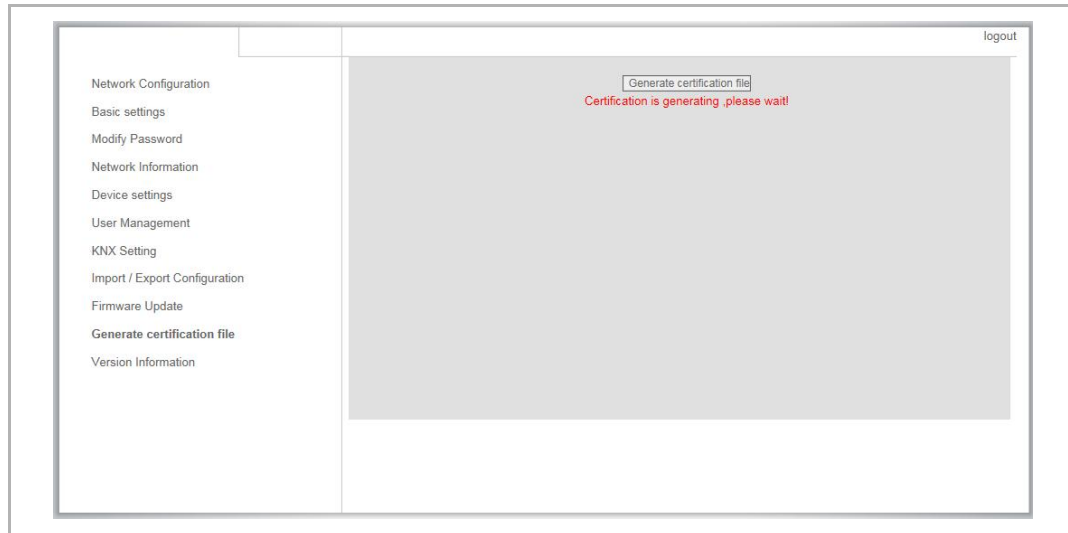 logout
Network Configuration
Basic settings
Modify Password
Network Information
Device settings
User Management
KNX Setting
Import / Export Configuration
Firmware Update
Generate certification file
Version Information
Generate certification file
Certification is generating ,please wait!